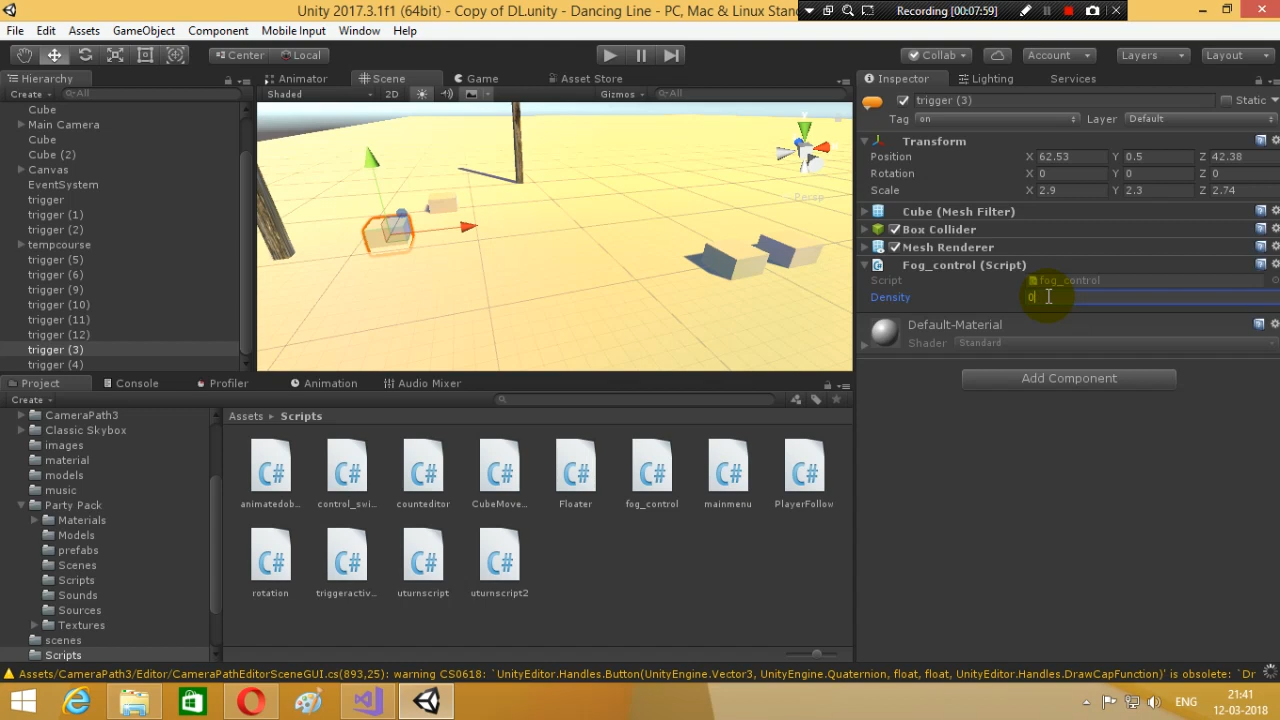 Unity 2017.3.1f1 (64bit) - Copy of DL.unity - Dancing Line - PC, Mac & Linux Stan
Recording (00:07:59)
File Edit Assets GameObject Component Mobile Input Window Help
Center Local
Collab Account Layers Layout
Hierarchy
Create All
Cube
Main Camera
Cube
Cube (2)
Canvas
EventSystem
trigger
trigger (1)
trigger (2)
tempcourse
trigger (5)
trigger (6)
trigger (9)
trigger (10)
trigger (11)
trigger (12)
trigger (3)
trigger (4)
Animator Scene Game Asset Store
Shaded 2D Gizmos All
Persp
Inspector Lighting Services
trigger (3) Static
Tag on Layer Default
Transform
Position X 62.53 Y 0.5 Z 42.38
Rotation X 0 Y 0 Z 0
Scale X 2.9 Y 2.3 Z 2.74
Cube (Mesh Filter)
Box Collider
Mesh Renderer
Fog_control (Script)
Script fog_control
Density 0
Default-Material
Shader Standard
Add Component
Project Console Profiler Animation Audio Mixer
Create
CameraPath3
Classic Skybox
images
material
models
music
Party Pack
Materials
Models
prefabs
Scenes
Scripts
Sounds
Sources
Textures
scenes
Scripts
Assets Scripts
animatedob... control_swi... counteditor CubeMove... Floater fog_control mainmenu PlayerFollow
rotation triggeractiv... uturnscript uturnscript2
Assets/CameraPath3/Editor/CameraPathEditorSceneGUI.cs(893,25): warning CS0618: `UnityEditor.Handles.Button(UnityEngine.Vector3, UnityEngine.Quaternion, float, float, UnityEditor.Handles.DrawCapFunction)' is obsolete: `Dr
ENG
21:41
12-03-2018